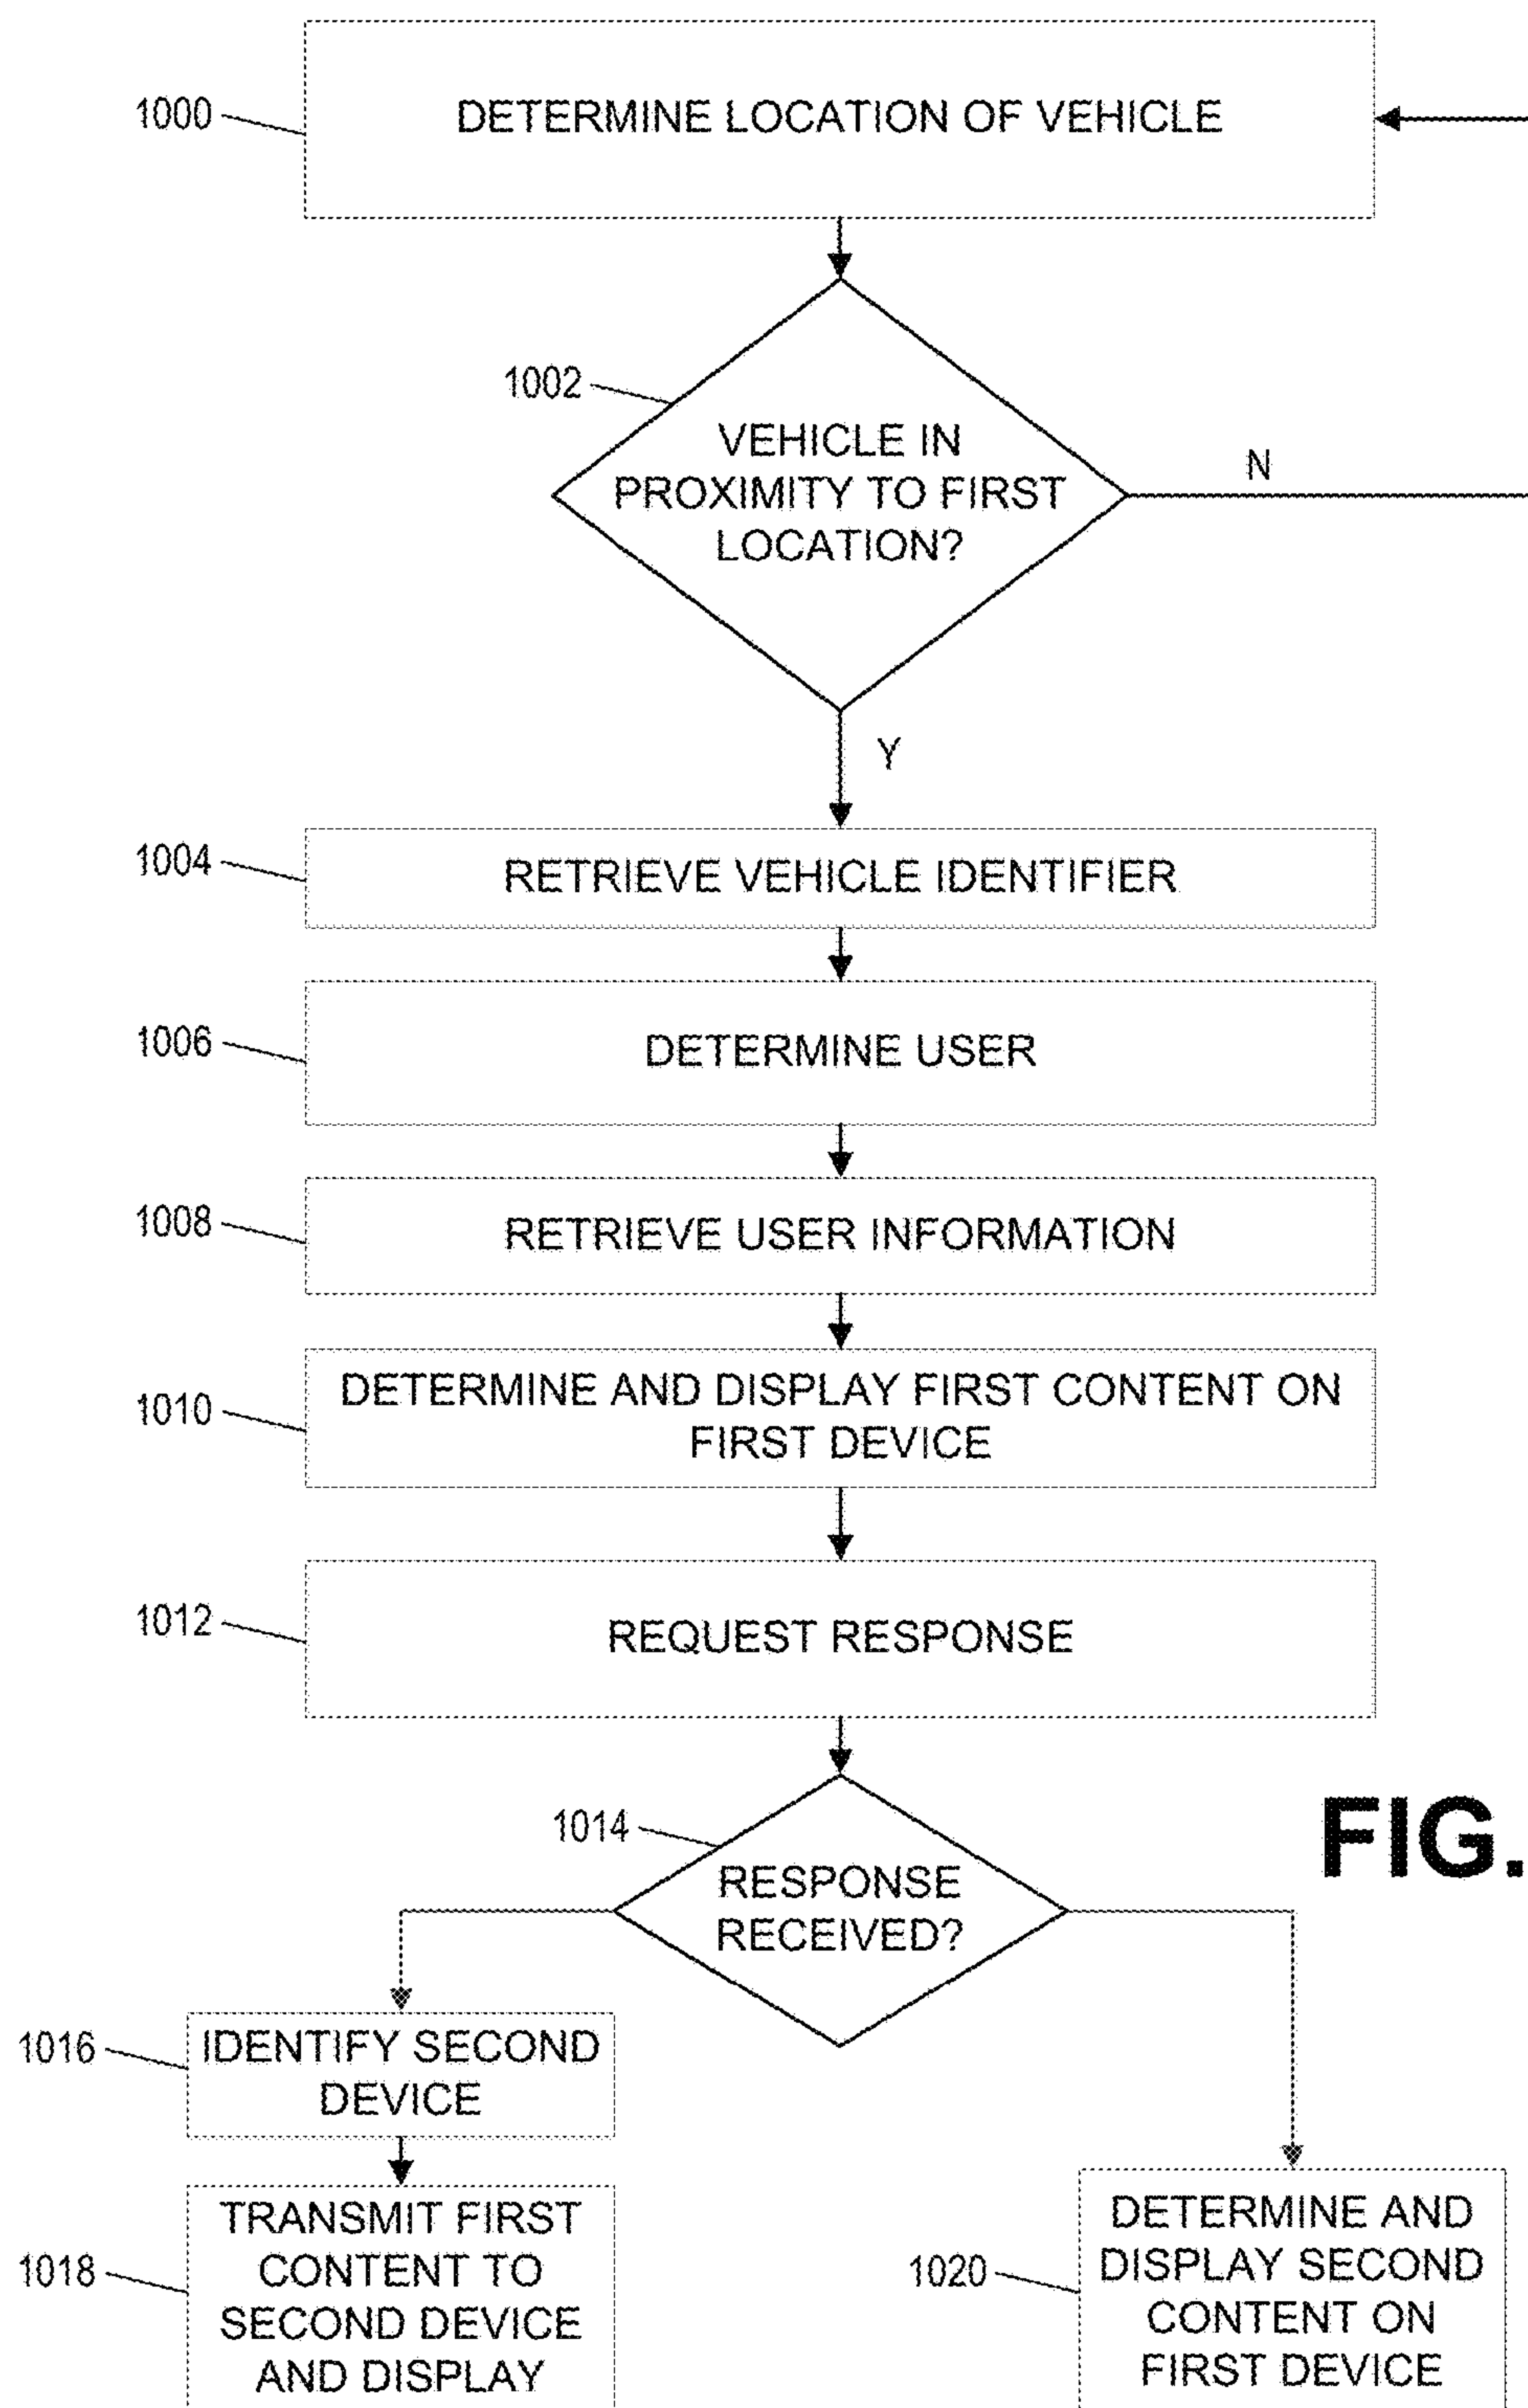 1000
DETERMINE LOCATION OF VEHICLE
1002
VEHICLE IN
PROXIMITY TO FIRST
LOCATION?
N
Y
1004
RETRIEVE VEHICLE IDENTIFIER
1006
DETERMINE USER
1008
RETRIEVE USER INFORMATION
1010
DETERMINE AND DISPLAY FIRST CONTENT ON
FIRST DEVICE
1012
REQUEST RESPONSE
FIG.
1014
RESPONSE
RECEIVED?
1016
IDENTIFY SECOND
DEVICE
1018
TRANSMIT FIRST
CONTENT TO
SECOND DEVICE
AND DISPLAY
1020
DETERMINE AND
DISPLAY SECOND
CONTENT ON
FIRST DEVICE